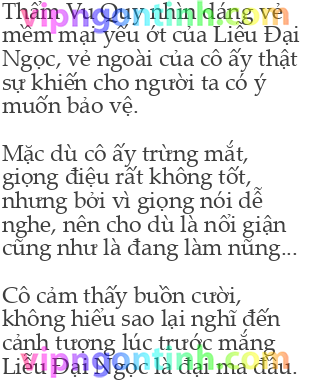 Thẩm Vu Quy nhìn dáng vẻ
mềm mại yếu ớt của Liễu Đại
Ngọc, vẻ ngoài của cô ấy thật
sự khiến cho người ta có ý
muốn bảo vệ.
Mặc dù cô ấy trừng mắt,
giọng điệu rất không tốt,
nhưng bởi vì giọng nói dễ
nghe, nên cho dù là nổi giận
cũng như là đang làm nũng...
Cô cảm thấy buồn cười,
không hiểu sao lại nghĩ đến
cảnh tượng lúc trước mắng
Liễu Đại Ngọc là đại ma đầu.
vipngontinh.com
vipngontinh.com